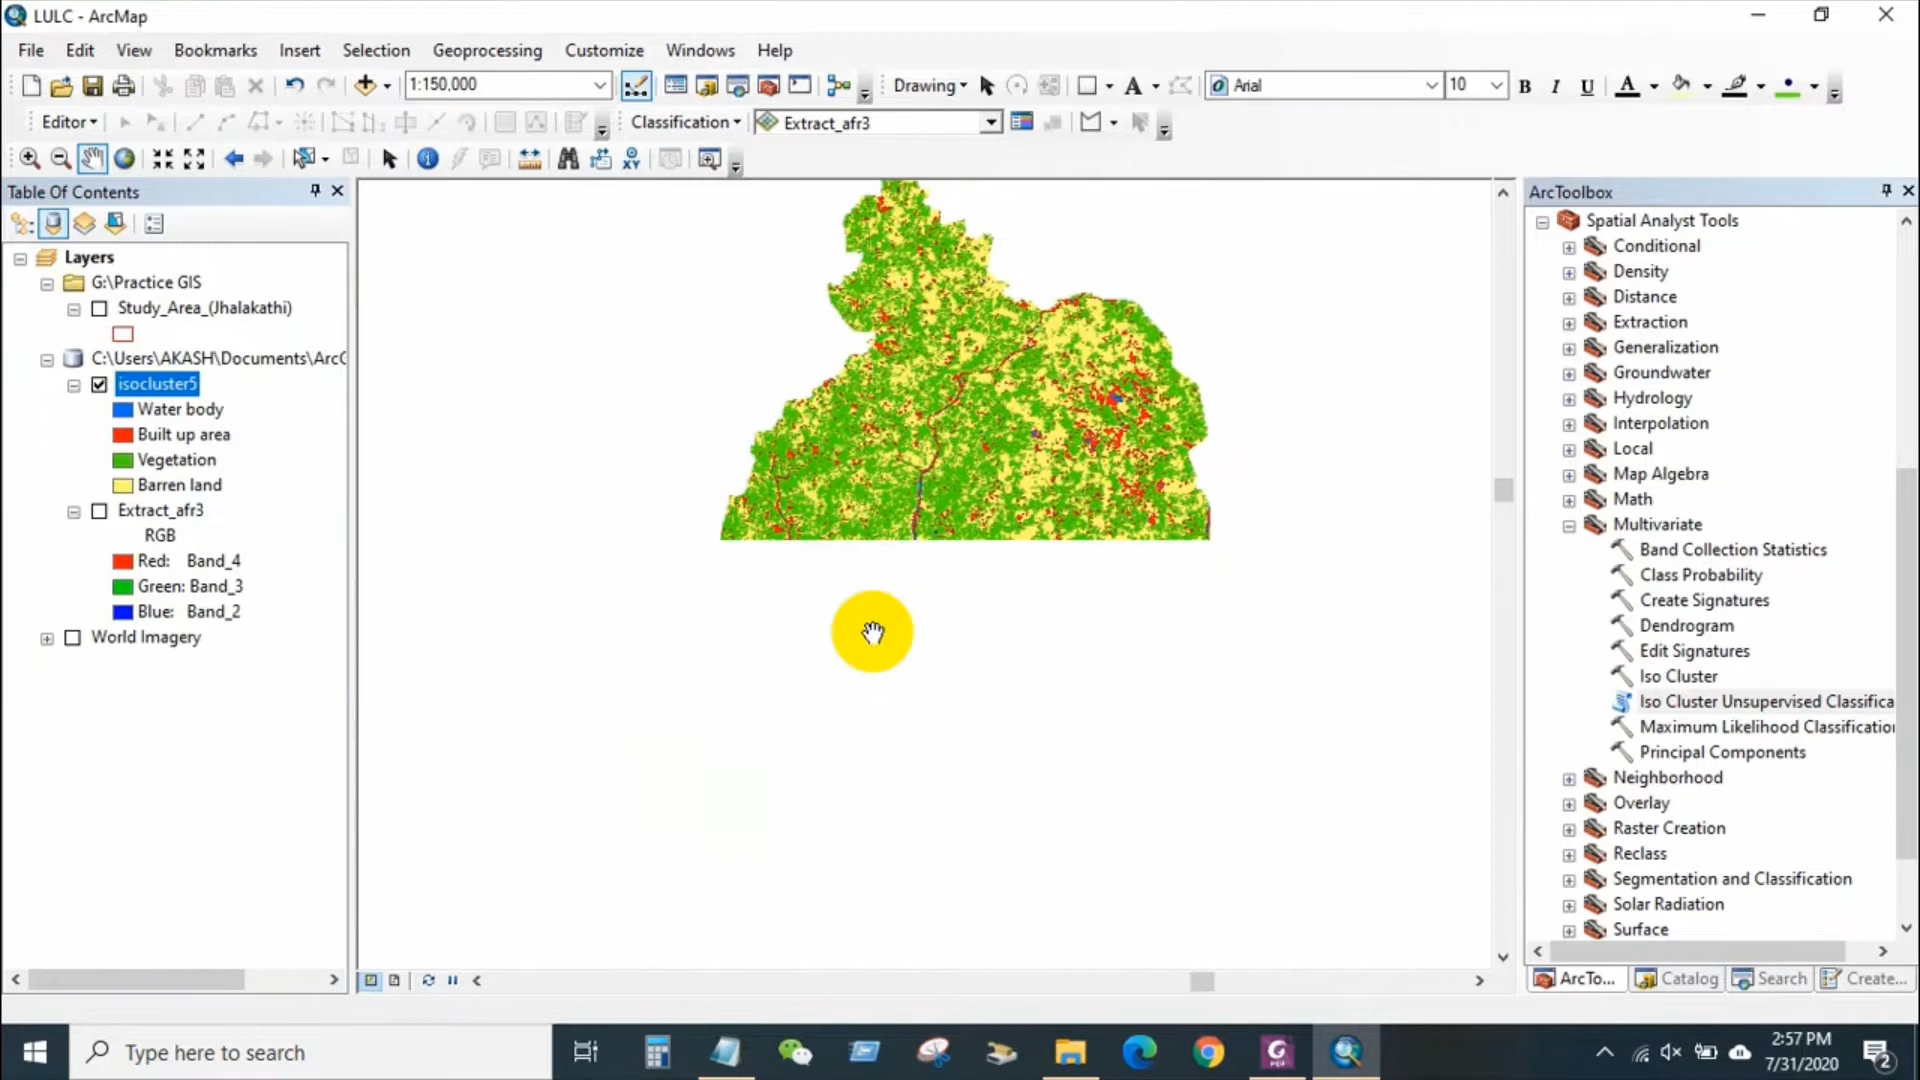 LULC - ArcMap
File Edit View Bookmarks Insert Selection Geoprocessing Customize Windows Help
1:150,000 Drawing A Arial 10 B I U A
Editor Classification Extract_afr3
XY
Table Of Contents
Layers
G:\Practice GIS
Study_Area_(Jhalakathi)
C:\Users\AKASH\Documents\Arc
isocluster5
Water body
Built up area
Vegetation
Barren land
Extract_afr3
RGB
Red: Band_4
Green: Band_3
Blue: Band_2
World Imagery
ArcToolbox
Spatial Analyst Tools
Conditional
Density
Distance
Extraction
Generalization
Groundwater
Hydrology
Interpolation
Local
Map Algebra
Math
Multivariate
Band Collection Statistics
Class Probability
Create Signatures
Dendrogram
Edit Signatures
Iso Cluster
Iso Cluster Unsupervised Classifica
Maximum Likelihood Classification
Principal Components
Neighborhood
Overlay
Raster Creation
Reclass
Segmentation and Classification
Solar Radiation
Surface
ArcTo... Catalog Search Create...
Type here to search
PDF
2:57 PM
7/31/2020
2